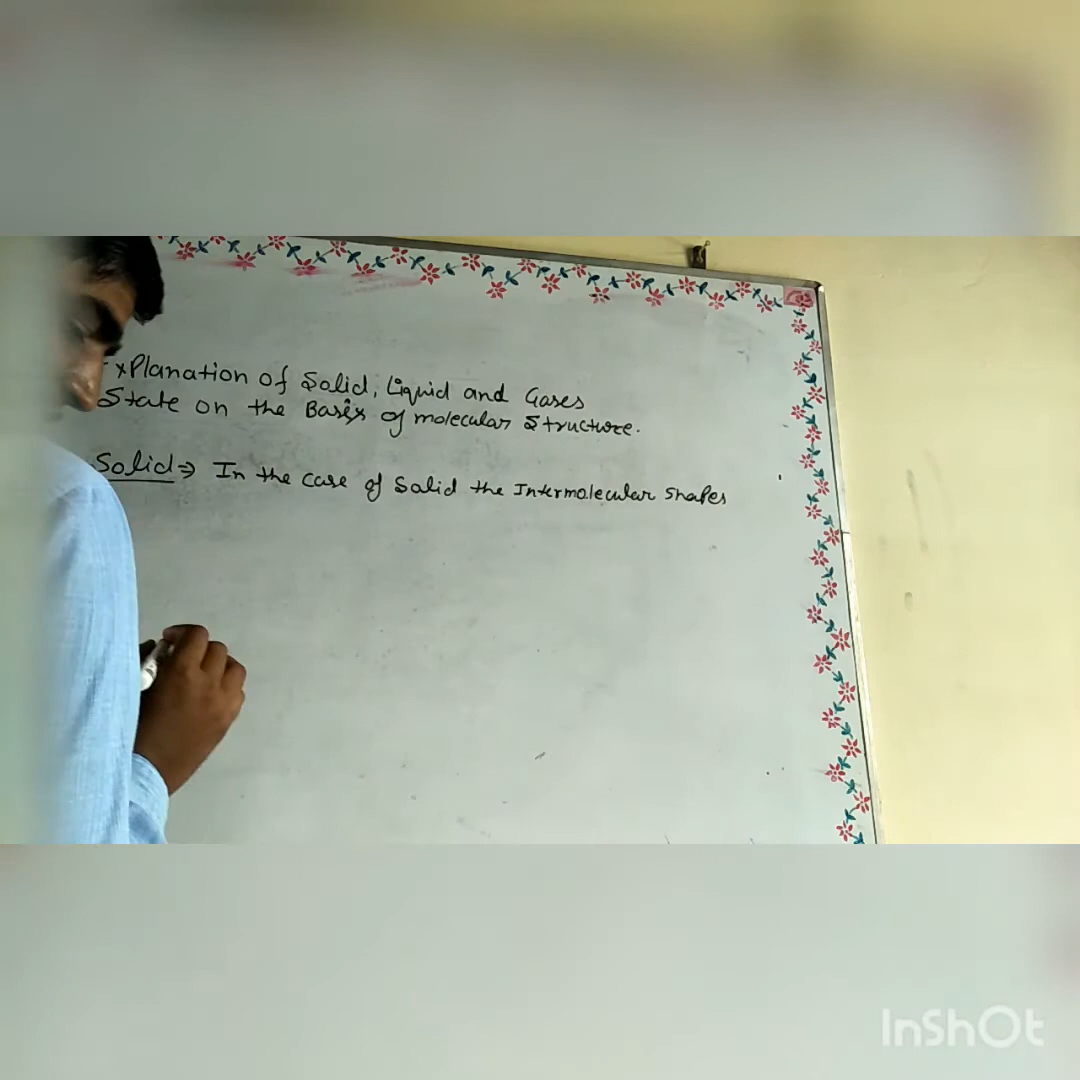 ExPlanation of Solid, Liquid and Gases
State on the Basis of molecular Structure.
Solid ⇒ In the case of Solid the Intermolecular Shapes
InShOt